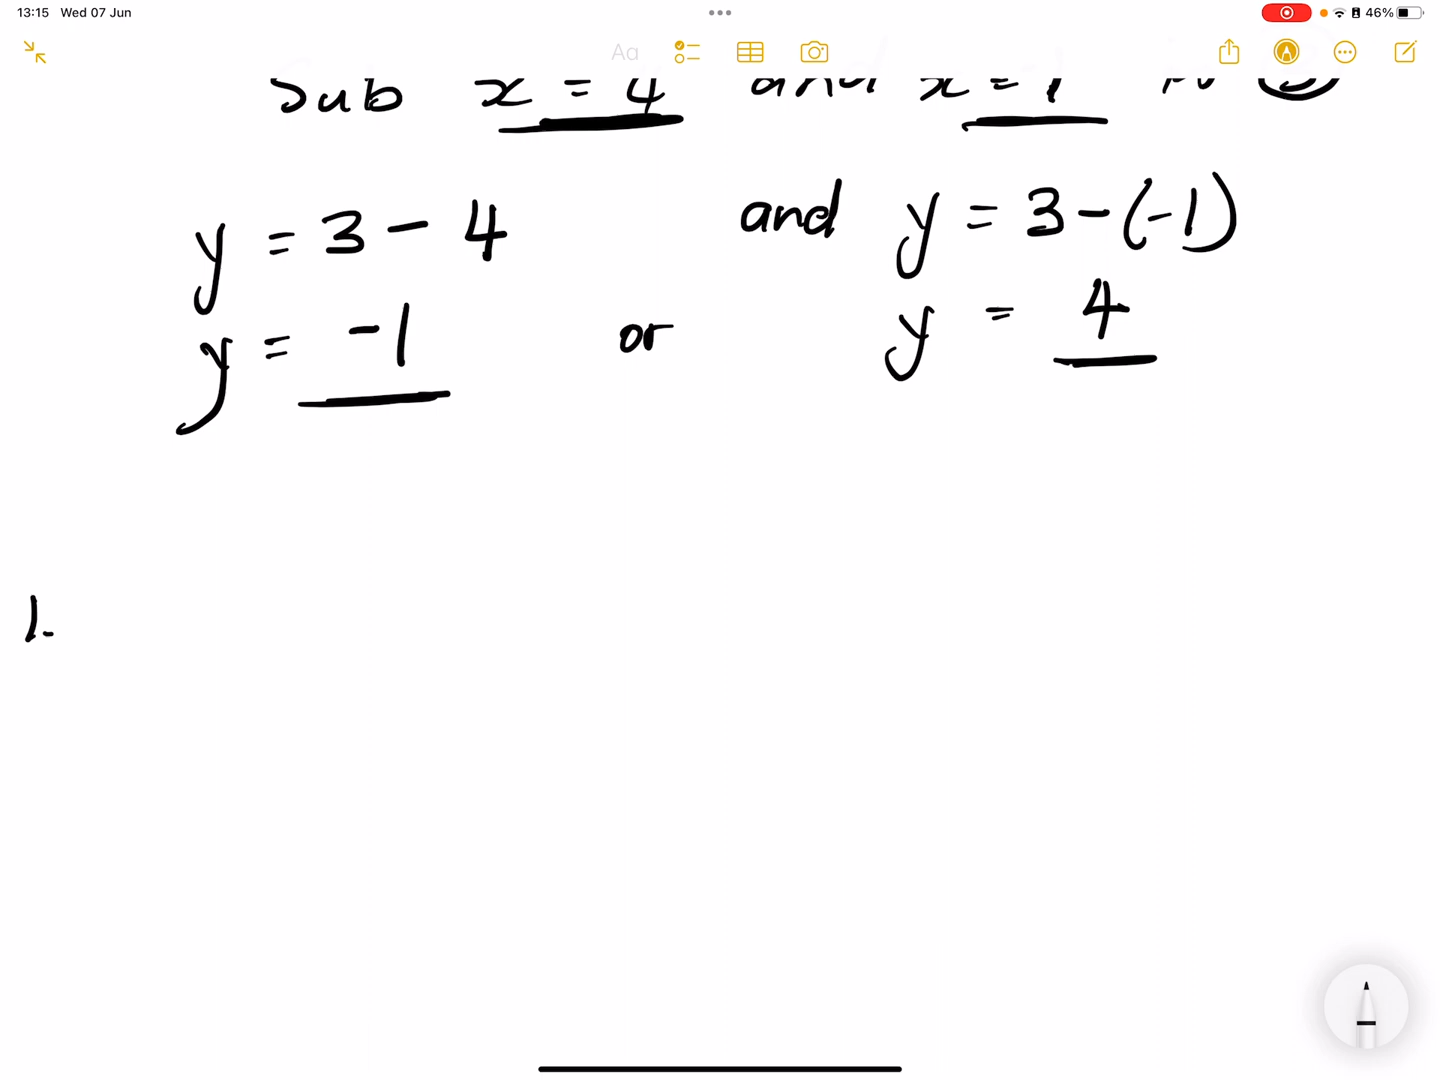 13:15 Wed 07 Jun
46%
Aa
Sub x = 4 and x = 1
y = 3 - 4 and y = 3 - (-1)
y = -1 or y = 4
1.